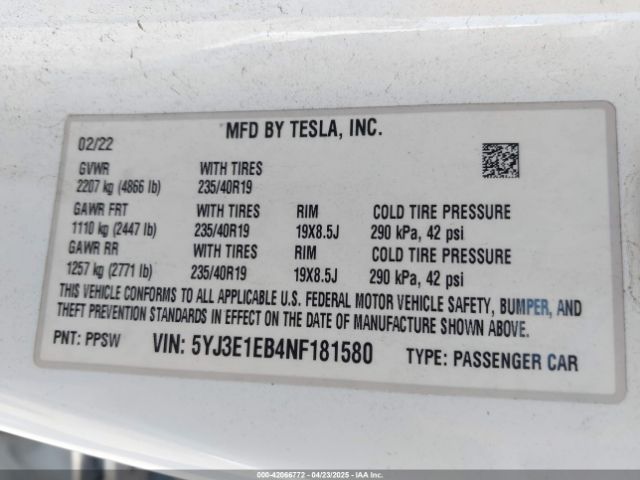 MFD BY TESLA, INC.
02/22
GVWR WITH TIRES
2207 kg (4866 lb) 235/40R19
GAWR FRT WITH TIRES RIM COLD TIRE PRESSURE
1110 kg (2447 lb) 235/40R19 19X8.5J 290 kPa, 42 psi
GAWR RR WITH TIRES RIM COLD TIRE PRESSURE
1257 kg (2771 lb) 235/40R19 19X8.5J 290 kPa, 42 psi
THIS VEHICLE CONFORMS TO ALL APPLICABLE U.S. FEDERAL MOTOR VEHICLE SAFETY, BUMPER, AND
THEFT PREVENTION STANDARDS IN EFFECT ON THE DATE OF MANUFACTURE SHOWN ABOVE.
PNT: PPSW VIN: 5YJ3E1EB4NF181580 TYPE: PASSENGER CAR
000-42066772 - 04/23/2025 - IAA Inc.